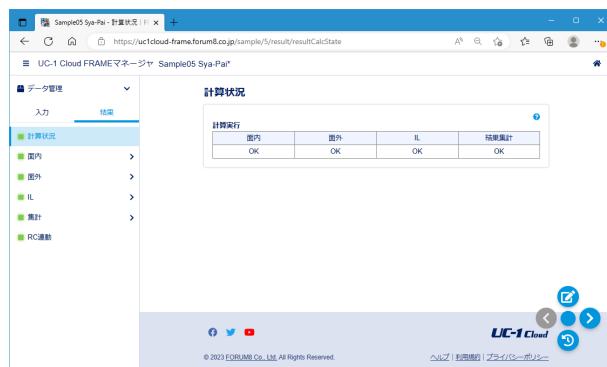 Sample05 Sya-Pai - 計算状況 | F
https://uc1cloud-frame.forum8.co.jp/sample/5/result/resultCalcState
UC-1 Cloud FRAMEマネージャ Sample05 Sya-Pai*
データ管理
入力 結果
計算状況
面内
面外
IL
集計
RC連動
計算状況
計算実行
面内 面外 IL 結果集計
OK OK OK OK
UC-1 Cloud
© 2023 FORUM8 Co., Ltd. All Rights Reserved.
ヘルプ | 利用規約 | プライバシーポリシー